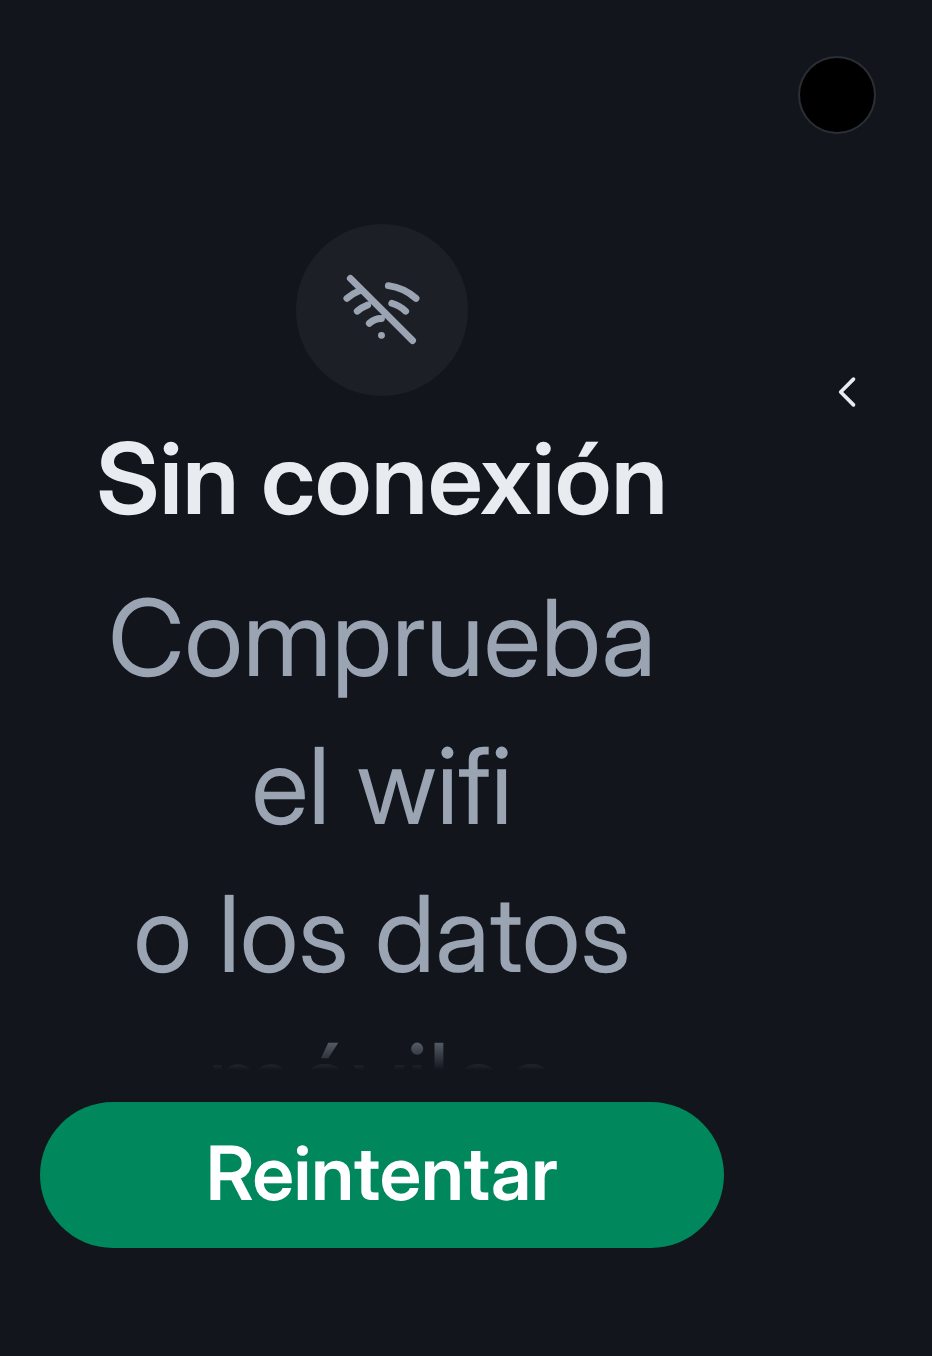 Sin conexión
Comprueba
el wifi
o los datos
Reintentar